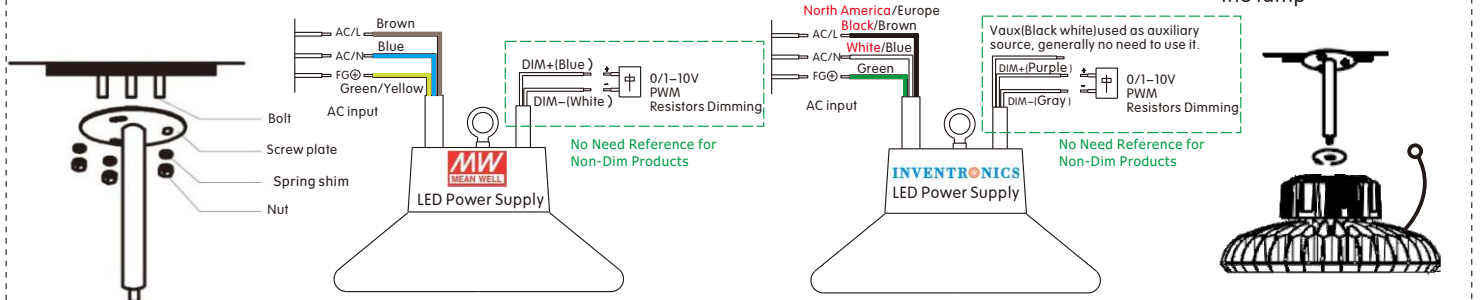 Bolt
Screw plate
Spring shim
Nut
Brown
AC/L
Blue
AC/N
FG⏚
Green/Yellow
AC input
DIM+(Blue)
DIM-(White)
+
-
0/1-10V
PWM
Resistors Dimming
No Need Reference for
Non-Dim Products
MW
MEAN WELL
LED Power Supply
North America/Europe
Black/Brown
AC/L
White/Blue
AC/N
Green
FG⏚
AC input
Vaux(Black white)used as auxiliary
source, generally no need to use it.
DIM+(Purple)
DIM-(Gray)
+
-
0/1-10V
PWM
Resistors Dimming
No Need Reference for
Non-Dim Products
INVENTRONICS
LED Power Supply
lamp